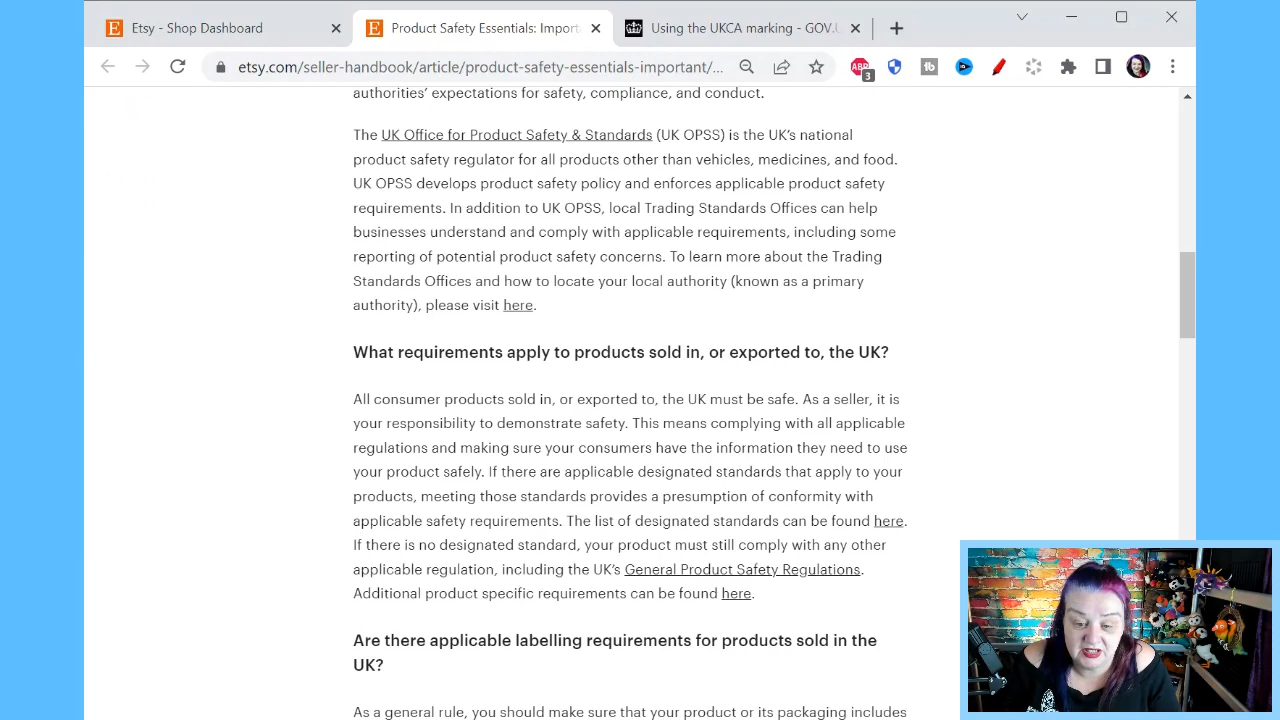 Etsy - Shop Dashboard
Product Safety Essentials: Import
Using the UKCA marking - GOV.U
etsy.com/seller-handbook/article/product-safety-essentials-important/...
ABP
3
tb
authorities' expectations for safety, compliance, and conduct.
The UK Office for Product Safety & Standards (UK OPSS) is the UK's national
product safety regulator for all products other than vehicles, medicines, and food.
UK OPSS develops product safety policy and enforces applicable product safety
requirements. In addition to UK OPSS, local Trading Standards Offices can help
businesses understand and comply with applicable requirements, including some
reporting of potential product safety concerns. To learn more about the Trading
Standards Offices and how to locate your local authority (known as a primary
authority), please visit here.
What requirements apply to products sold in, or exported to, the UK?
All consumer products sold in, or exported to, the UK must be safe. As a seller, it is
your responsibility to demonstrate safety. This means complying with all applicable
regulations and making sure your consumers have the information they need to use
your product safely. If there are applicable designated standards that apply to your
products, meeting those standards provides a presumption of conformity with
applicable safety requirements. The list of designated standards can be found here.
If there is no designated standard, your product must still comply with any other
applicable regulation, including the UK's General Product Safety Regulations.
Additional product specific requirements can be found here.
Are there applicable labelling requirements for products sold in the
UK?
As a general rule, you should make sure that your product or its packaging includes